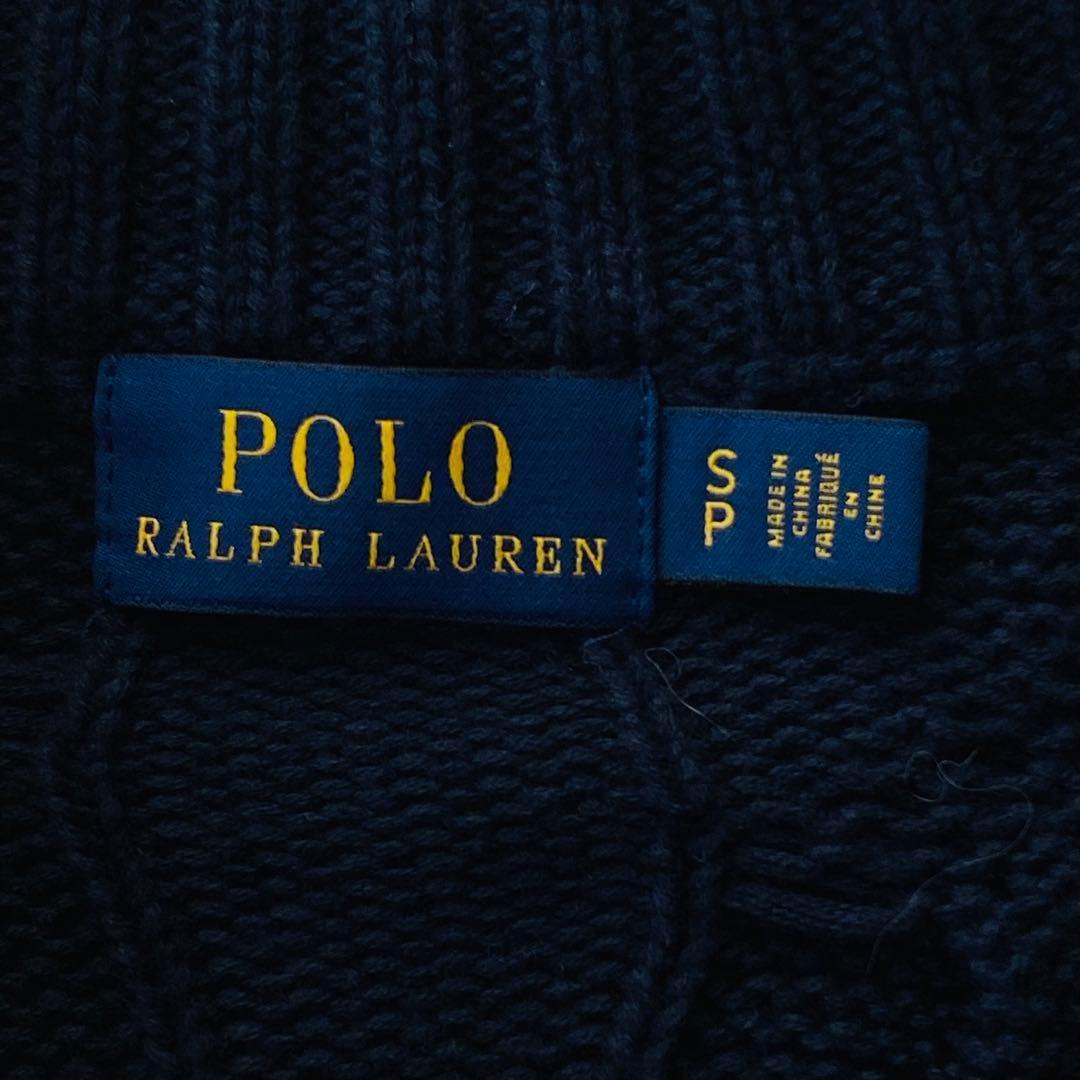 POLO
RALPH LAUREN
S
P
MADE IN
CHINA
FABRIQUÉ
EN
CHINE